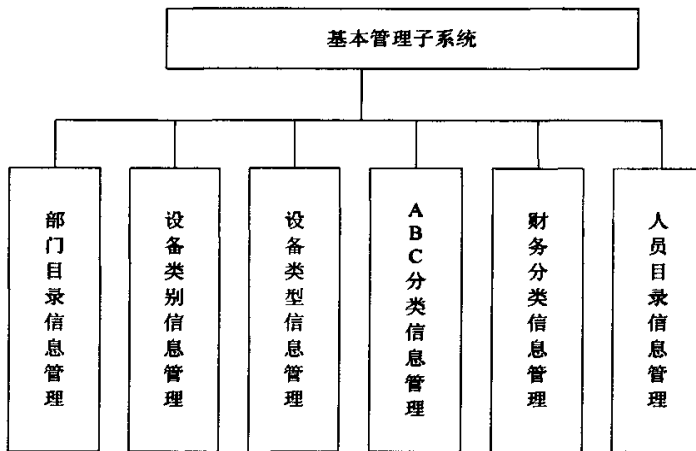 基本管理子系统
部门目录信息管理
设备类别信息管理
设备类型信息管理
ABC分类信息管理
财务分类信息管理
人员目录信息管理